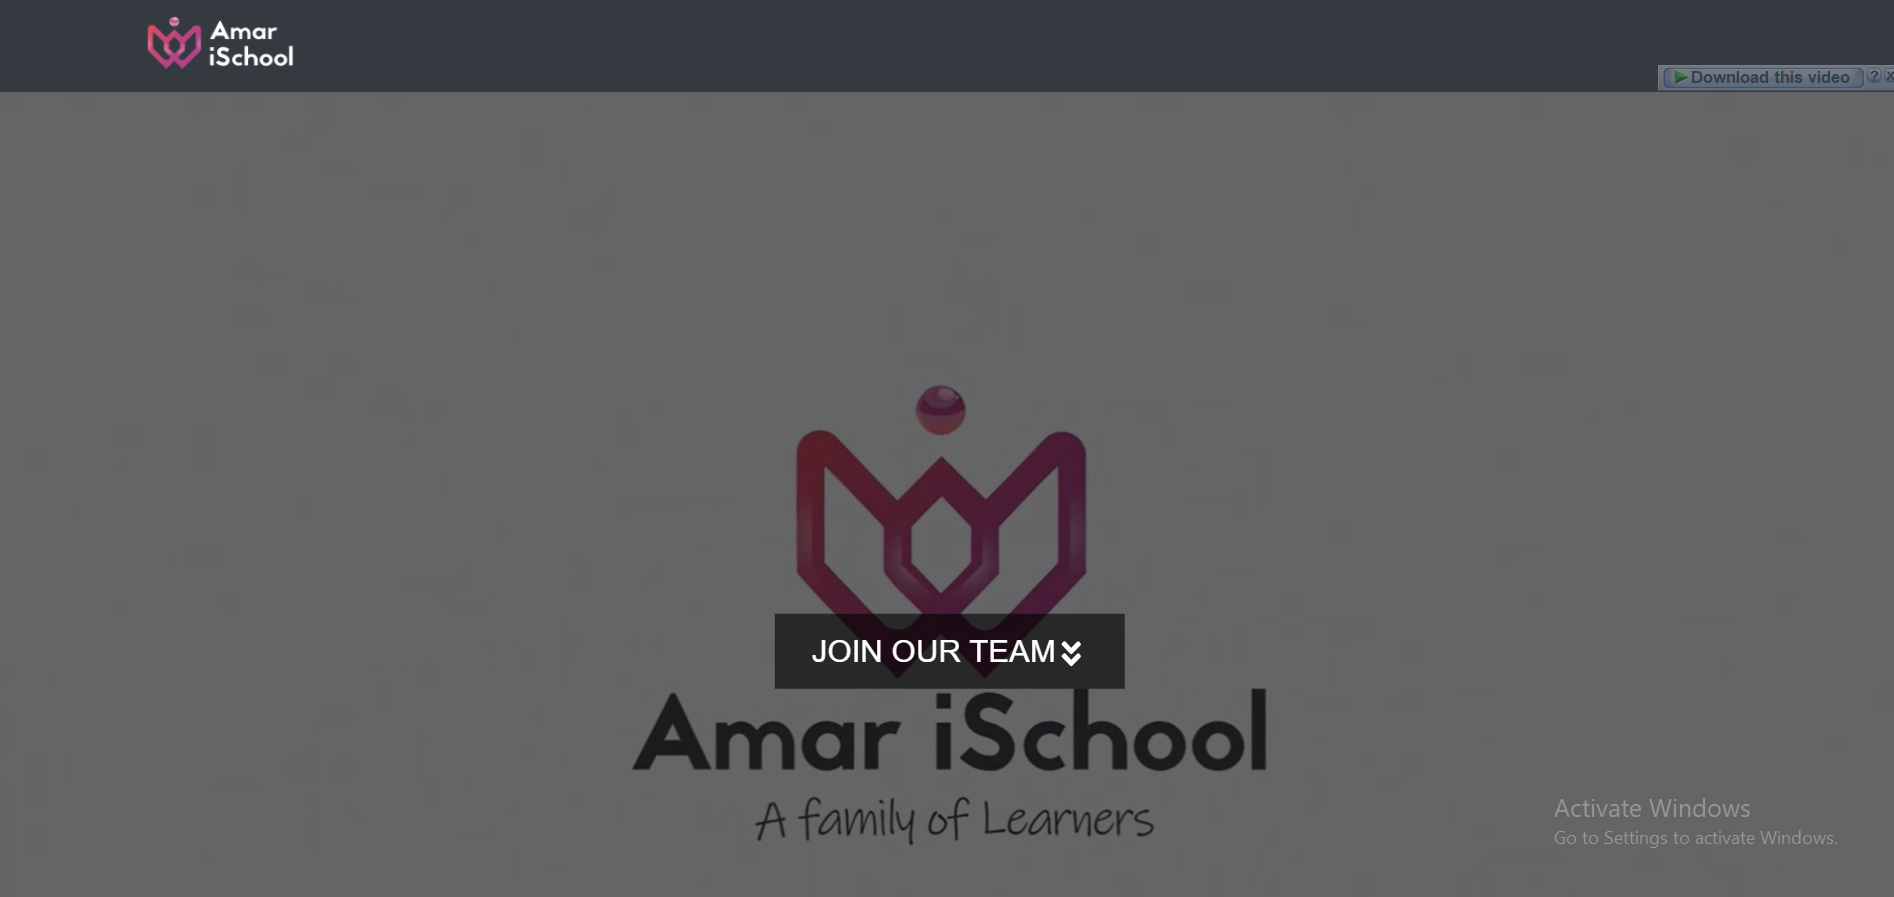 Amar
iSchool
Download this video ? x
JOIN OUR TEAM
Amar iSchool
A family of Learners
Activate Windows
Go to Settings to activate Windows.